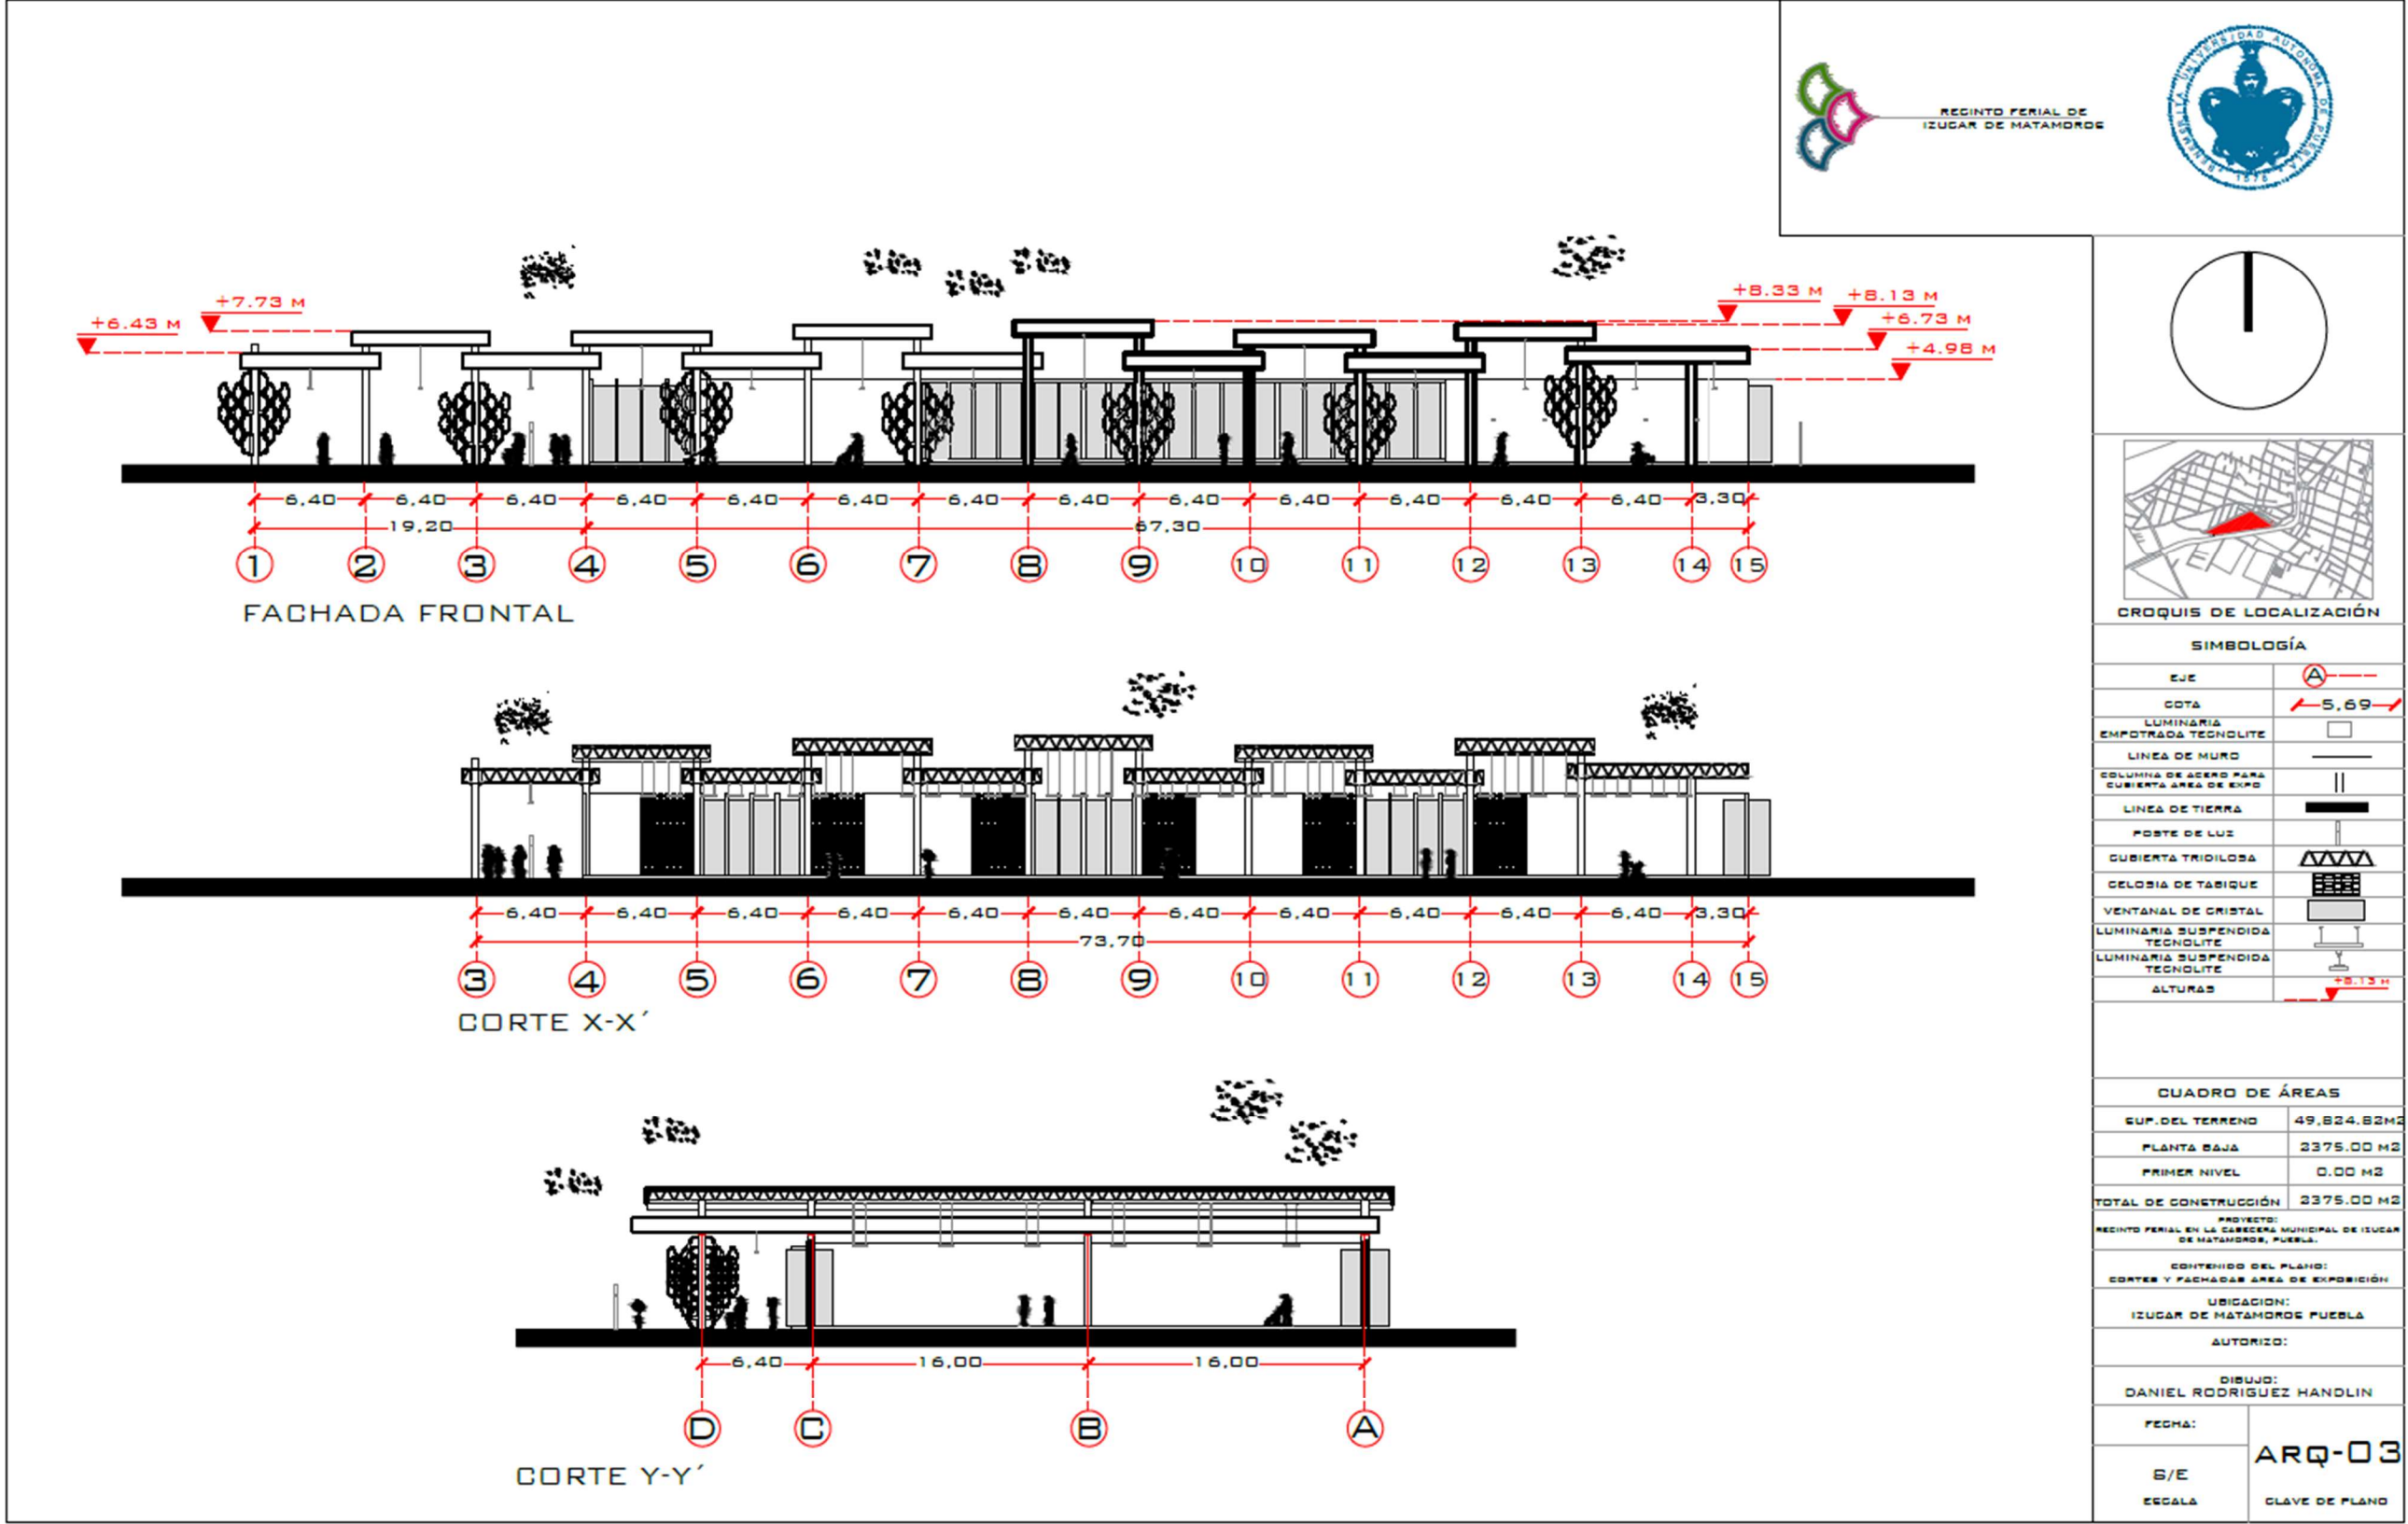 RECINTO FERIAL DE
IZUCAR DE MATAMOROS
BENEMERITA UNIVERSIDAD AUTONOMA DE PUEBLA
1578
+6.43 M
+7.73 M
+8.33 M
+8.13 M
+6.73 M
+4.98 M
6,40 6,40 6,40 6,40 6,40 6,40 6,40 6,40 6,40 6,40 6,40 6,40 6,40 3,30
19,20 67,30
1 2 3 4 5 6 7 8 9 10 11 12 13 14 15
FACHADA FRONTAL
6,40 6,40 6,40 6,40 6,40 6,40 6,40 6,40 6,40 6,40 6,40 3,30
73,70
3 4 5 6 7 8 9 10 11 12 13 14 15
CORTE X-X´
6,40 16,00 16,00
D C B A
CORTE Y-Y´
CROQUIS DE LOCALIZACIÓN
SIMBOLOGÍA
EJE A
COTA 5,69
LUMINARIA
EMPOTRADA TECNOLITE
LINEA DE MURO
COLUMNA DE ACERO PARA
CUBIERTA AREA DE EXPO
LINEA DE TIERRA
POSTE DE LUZ
CUBIERTA TRIDILOSA
CELOSIA DE TABIQUE
VENTANAL DE CRISTAL
LUMINARIA SUSPENDIDA
TECNOLITE
LUMINARIA SUSPENDIDA
TECNOLITE
ALTURAS +8.13 M
CUADRO DE ÁREAS
SUP.DEL TERRENO 49,824.82M2
PLANTA BAJA 2375.00 M2
PRIMER NIVEL 0.00 M2
TOTAL DE CONSTRUCCIÓN 2375.00 M2
PROYECTO:
RECINTO FERIAL EN LA CABECERA MUNICIPAL DE IZUCAR
DE MATAMOROS, PUEBLA.
CONTENIDO DEL PLANO:
CORTES Y FACHADAS AREA DE EXPOSICIÓN
UBICACION:
IZUCAR DE MATAMOROS PUEBLA
AUTORIZO:
DIBUJO:
DANIEL RODRIGUEZ HANDLIN
FECHA:
S/E
ESCALA
ARQ-03
CLAVE DE PLANO